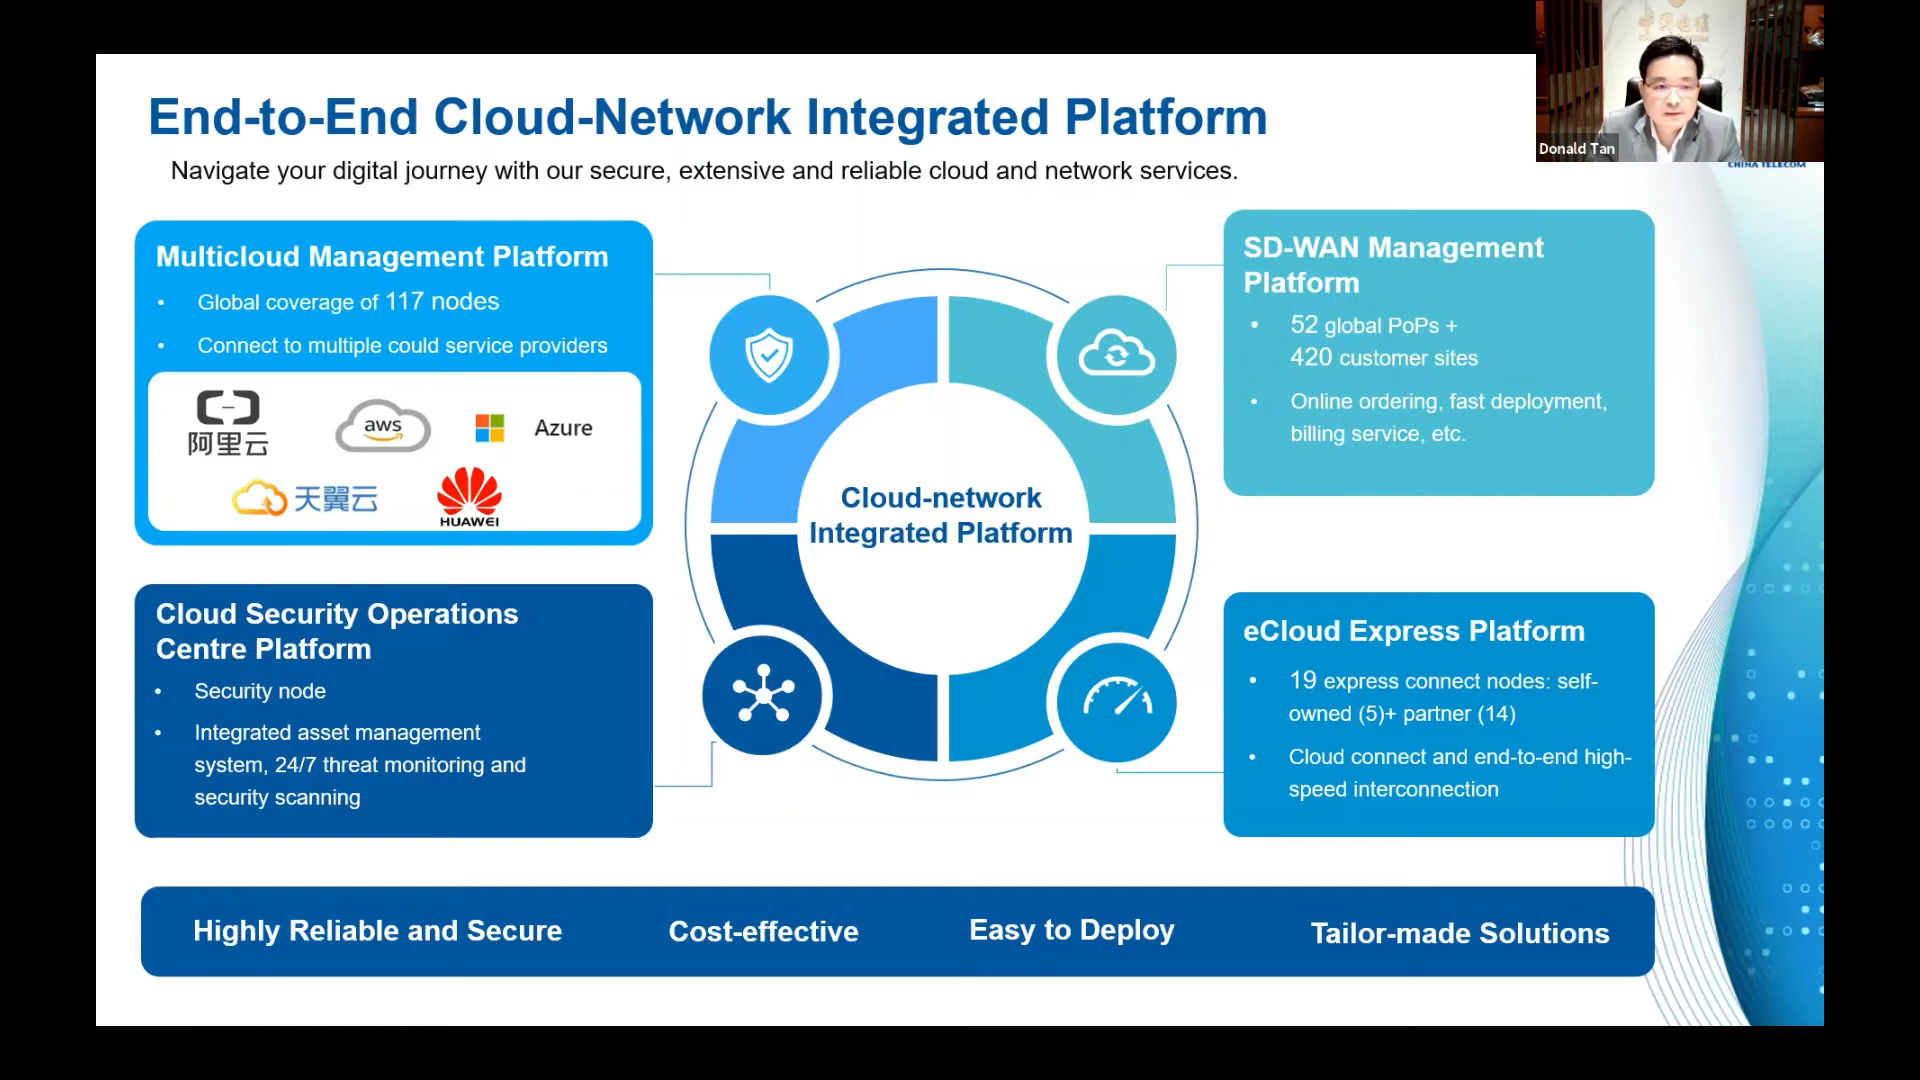 End-to-End Cloud-Network Integrated Platform
Navigate your digital journey with our secure, extensive and reliable cloud and network services.
中国电信
Donald Tan
CHINA TELECOM
Multicloud Management Platform
• Global coverage of 117 nodes
• Connect to multiple could service providers
阿里云
aws
Azure
天翼云
HUAWEI
Cloud Security Operations
Centre Platform
• Security node
• Integrated asset management
system, 24/7 threat monitoring and
security scanning
Cloud-network
Integrated Platform
SD-WAN Management
Platform
• 52 global PoPs +
420 customer sites
• Online ordering, fast deployment,
billing service, etc.
eCloud Express Platform
• 19 express connect nodes: self-
owned (5)+ partner (14)
• Cloud connect and end-to-end high-
speed interconnection
Highly Reliable and Secure
Cost-effective
Easy to Deploy
Tailor-made Solutions